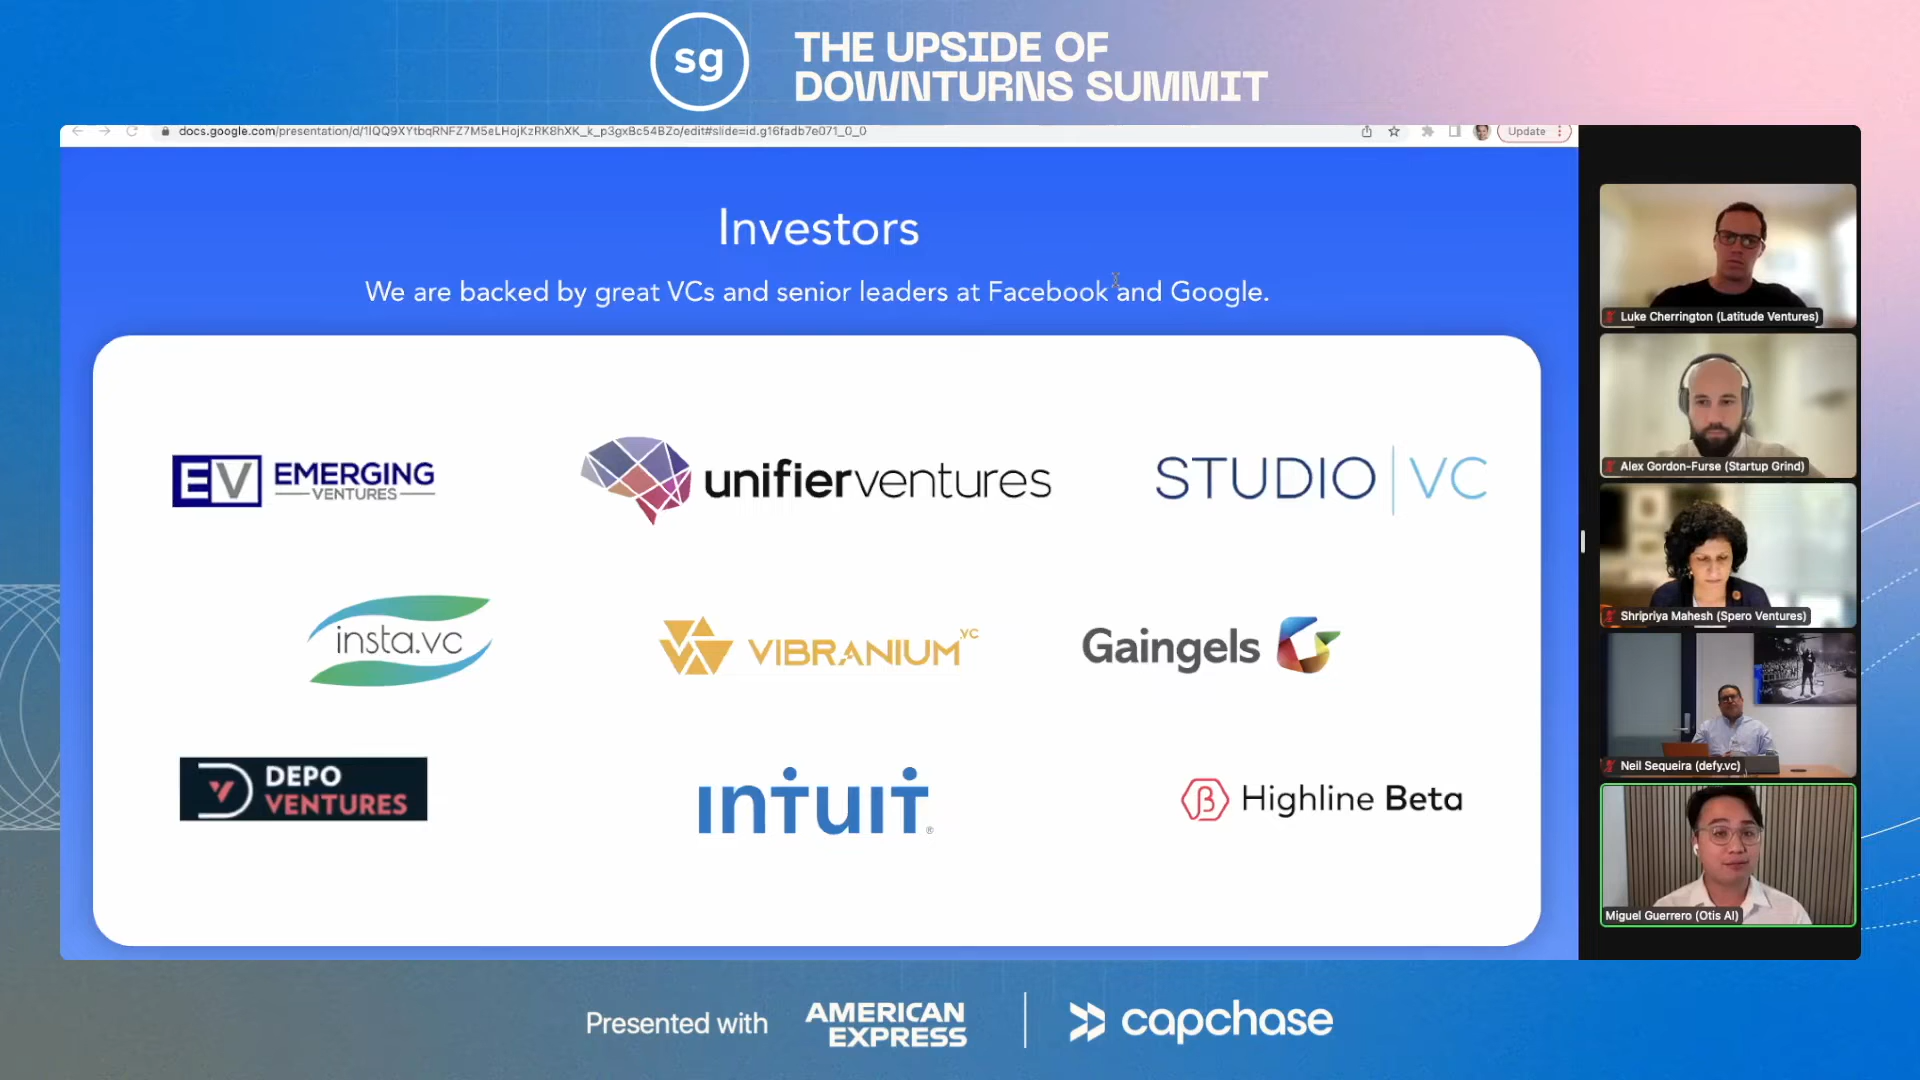 sg
THE UPSIDE OF
DOWNTURNS SUMMIT
docs.google.com/presentation/d/1lQQ9XYtbqRNFZ7M5eLHojKzRK8hXK_k_p3gxBc54BZo/edit#slide=id.g16fadb7e071_0_0
Update
Investors
We are backed by great VCs and senior leaders at Facebook and Google.
EV EMERGING
VENTURES
unifierventures
STUDIO | VC
insta.vc
VIBRANIUM.VC
Gaingels
DEPO
VENTURES
INTUIT®
β Highline Beta
Luke Cherrington (Latitude Ventures)
Alex Gordon-Furse (Startup Grind)
Shripriya Mahesh (Spero Ventures)
Neil Sequeira (defy.vc)
Miguel Guerrero (Otis AI)
Presented with
AMERICAN
EXPRESS
capchase